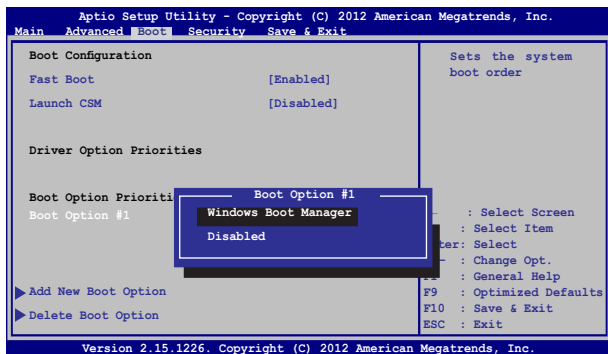 Aptio Setup Utility - Copyright (C) 2012 American Megatrends, Inc.
Main Advanced Boot Security Save & Exit
Boot Configuration
Fast Boot [Enabled]
Launch CSM [Disabled]
Driver Option Priorities
Boot Option Prioriti
Boot Option #1
Add New Boot Option
Delete Boot Option
Boot Option #1
Windows Boot Manager
Disabled
Sets the system
boot order
: Select Screen
: Select Item
ter: Select
- : Change Opt.
: General Help
F9 : Optimized Defaults
F10 : Save & Exit
ESC : Exit
Version 2.15.1226. Copyright (C) 2012 American Megatrends, Inc.